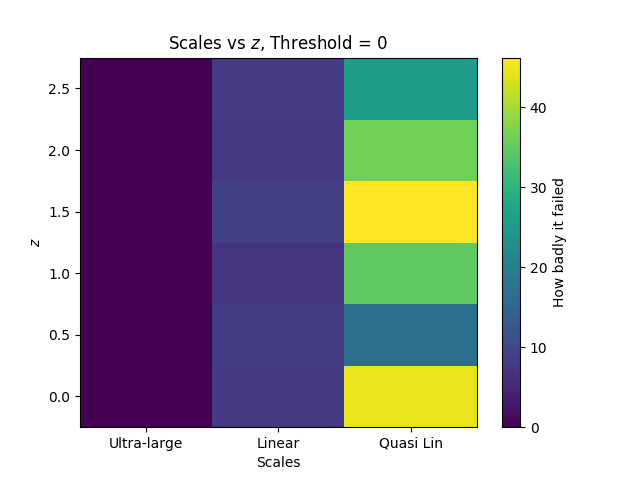 Scales vs z, Threshold = 0
2.5
2.0
1.5
1.0
0.5
0.0
z
Ultra-large
Linear
Quasi Lin
Scales
40
30
20
10
0
How badly it failed